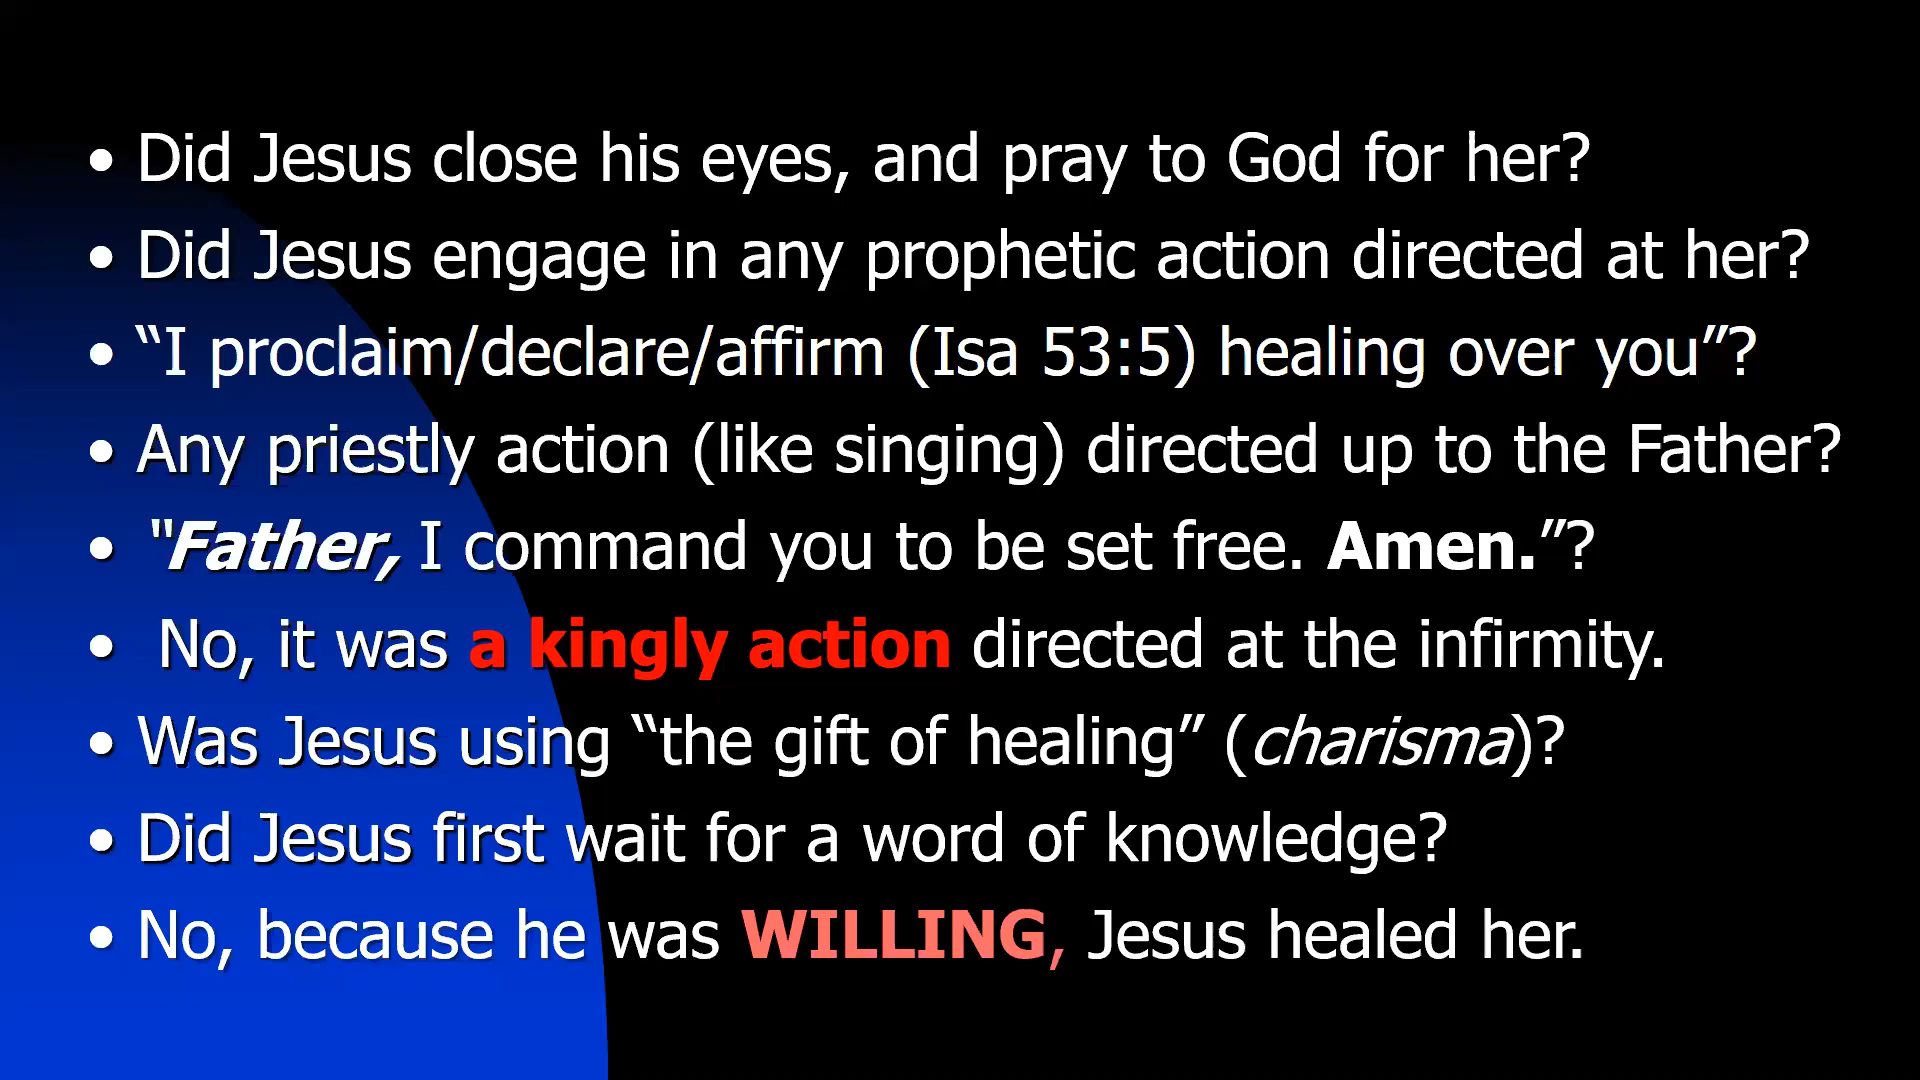 • Did Jesus close his eyes, and pray to God for her?
• Did Jesus engage in any prophetic action directed at her?
• “I proclaim/declare/affirm (Isa 53:5) healing over you”?
• Any priestly action (like singing) directed up to the Father?
• "Father, I command you to be set free. Amen.”?
• No, it was a kingly action directed at the infirmity.
• Was Jesus using “the gift of healing” (charisma)?
• Did Jesus first wait for a word of knowledge?
• No, because he was WILLING, Jesus healed her.